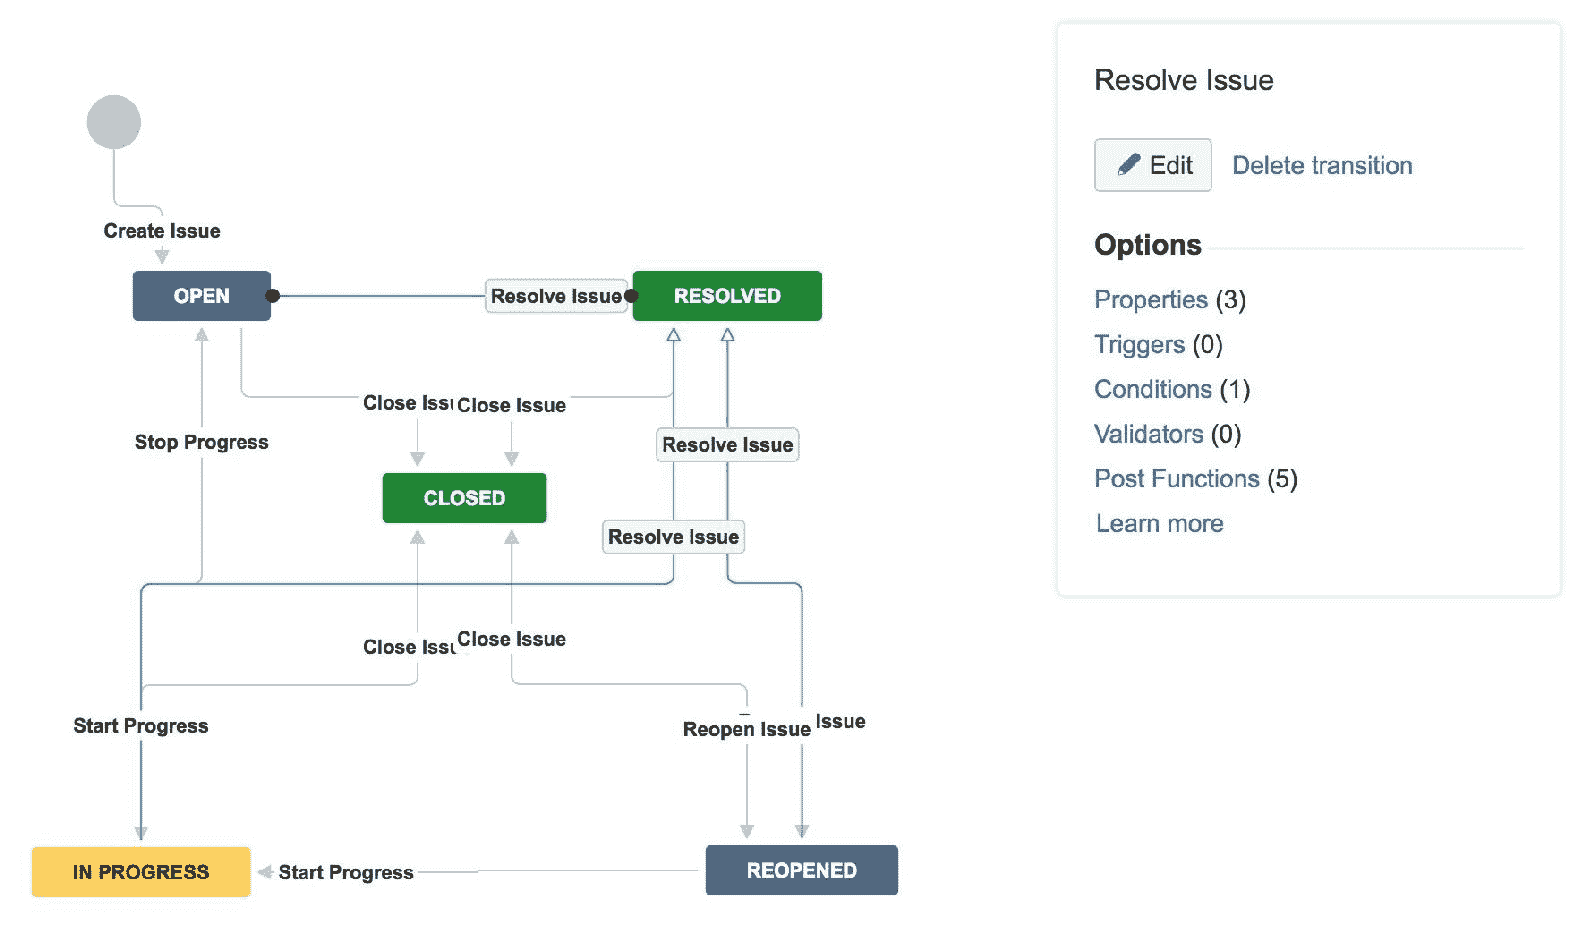 Resolve Issue
Edit Delete transition
Options
Properties (3)
Triggers (0)
Conditions (1)
Validators (0)
Post Functions (5)
Learn more
Create Issue
OPEN
Resolve Issue
RESOLVED
Close Issu
Close Issue
Stop Progress
Resolve Issue
CLOSED
Resolve Issue
Close Issu
Close Issue
Start Progress
Reopen Issue
Issue
IN PROGRESS
Start Progress
REOPENED